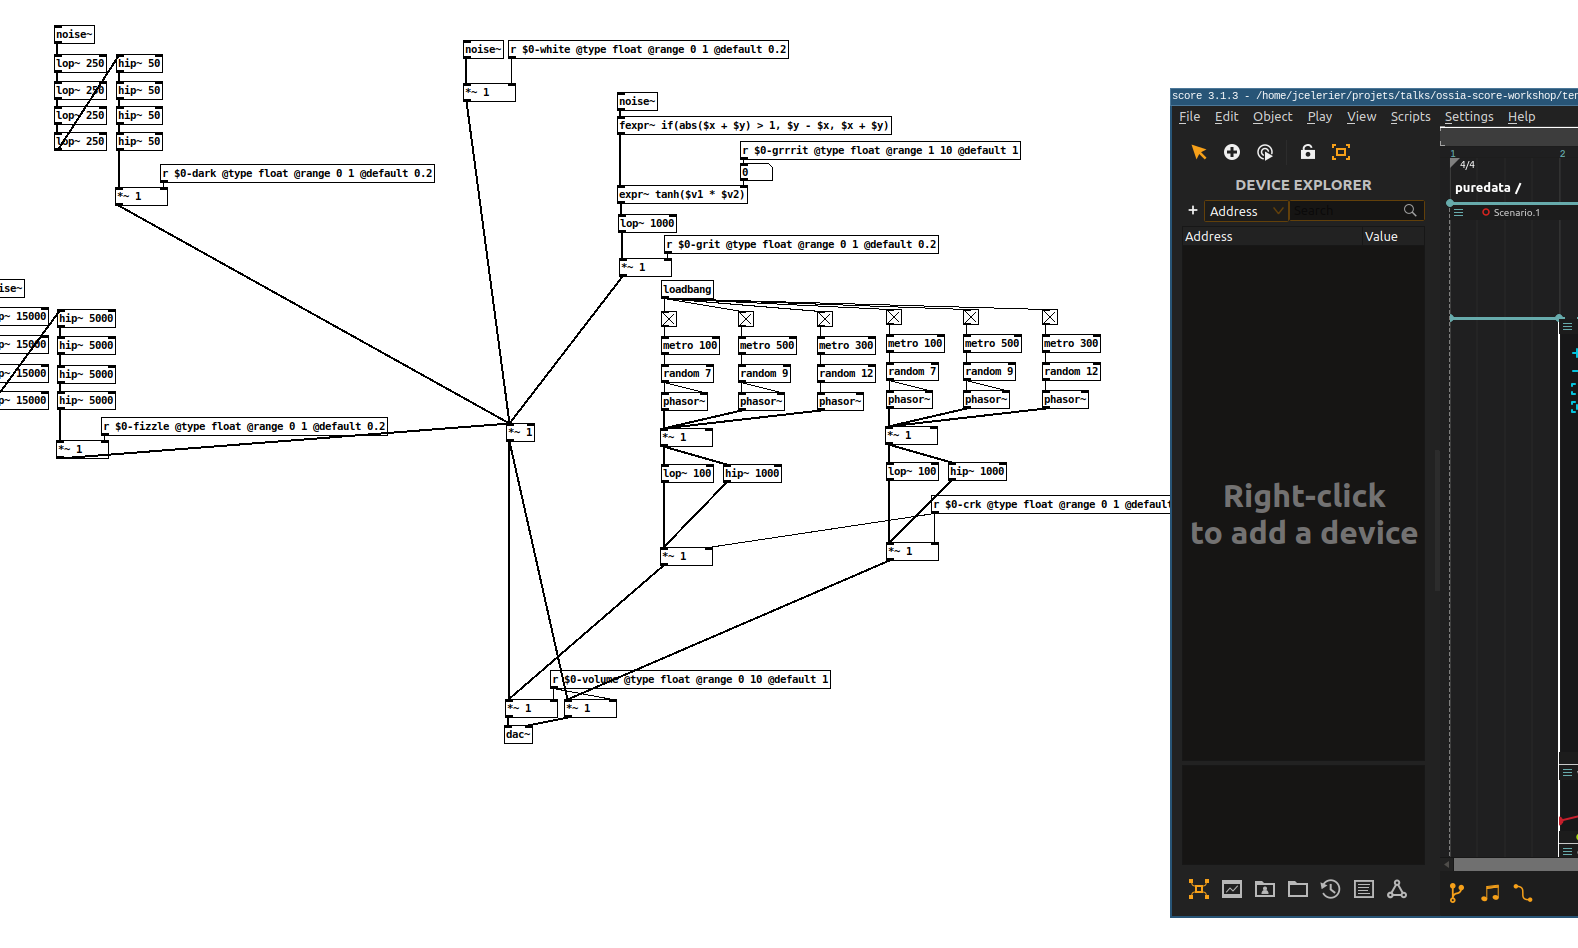 noise~
lop~ 250 hip~ 50
lop~ 250 hip~ 50
lop~ 250 hip~ 50
lop~ 250 hip~ 50
r $0-dark @type float @range 0 1 @default 0.2
*~ 1
oise~
p~ 15000 hip~ 5000
p~ 15000 hip~ 5000
p~ 15000 hip~ 5000
p~ 15000 hip~ 5000
r $0-fizzle @type float @range 0 1 @default 0.2
*~ 1
noise~ r $0-white @type float @range 0 1 @default 0.2
*~ 1
noise~
fexpr~ if(abs($x + $y) > 1, $y - $x, $x + $y)
r $0-grrrit @type float @range 1 10 @default 1
0
expr~ tanh($v1 * $v2)
lop~ 1000
r $0-grit @type float @range 0 1 @default 0.2
*~ 1
loadbang
metro 100 metro 500 metro 300 metro 100 metro 500 metro 300
random 7 random 9 random 12 random 7 random 9 random 12
phasor~ phasor~ phasor~ phasor~ phasor~ phasor~
*~ 1
*~ 1 *~ 1
lop~ 100 hip~ 1000 lop~ 100 hip~ 1000
r $0-crk @type float @range 0 1 @default
*~ 1 *~ 1
r $0-volume @type float @range 0 10 @default 1
*~ 1 *~ 1
dac~
score 3.1.3 - /home/jcelerier/projets/talks/ossia-score-workshop/ter
File Edit Object Play View Scripts Settings Help
DEVICE EXPLORER
+ Address Search
Address Value
Right-click
to add a device
1 2
4/4
puredata /
Scenario.1